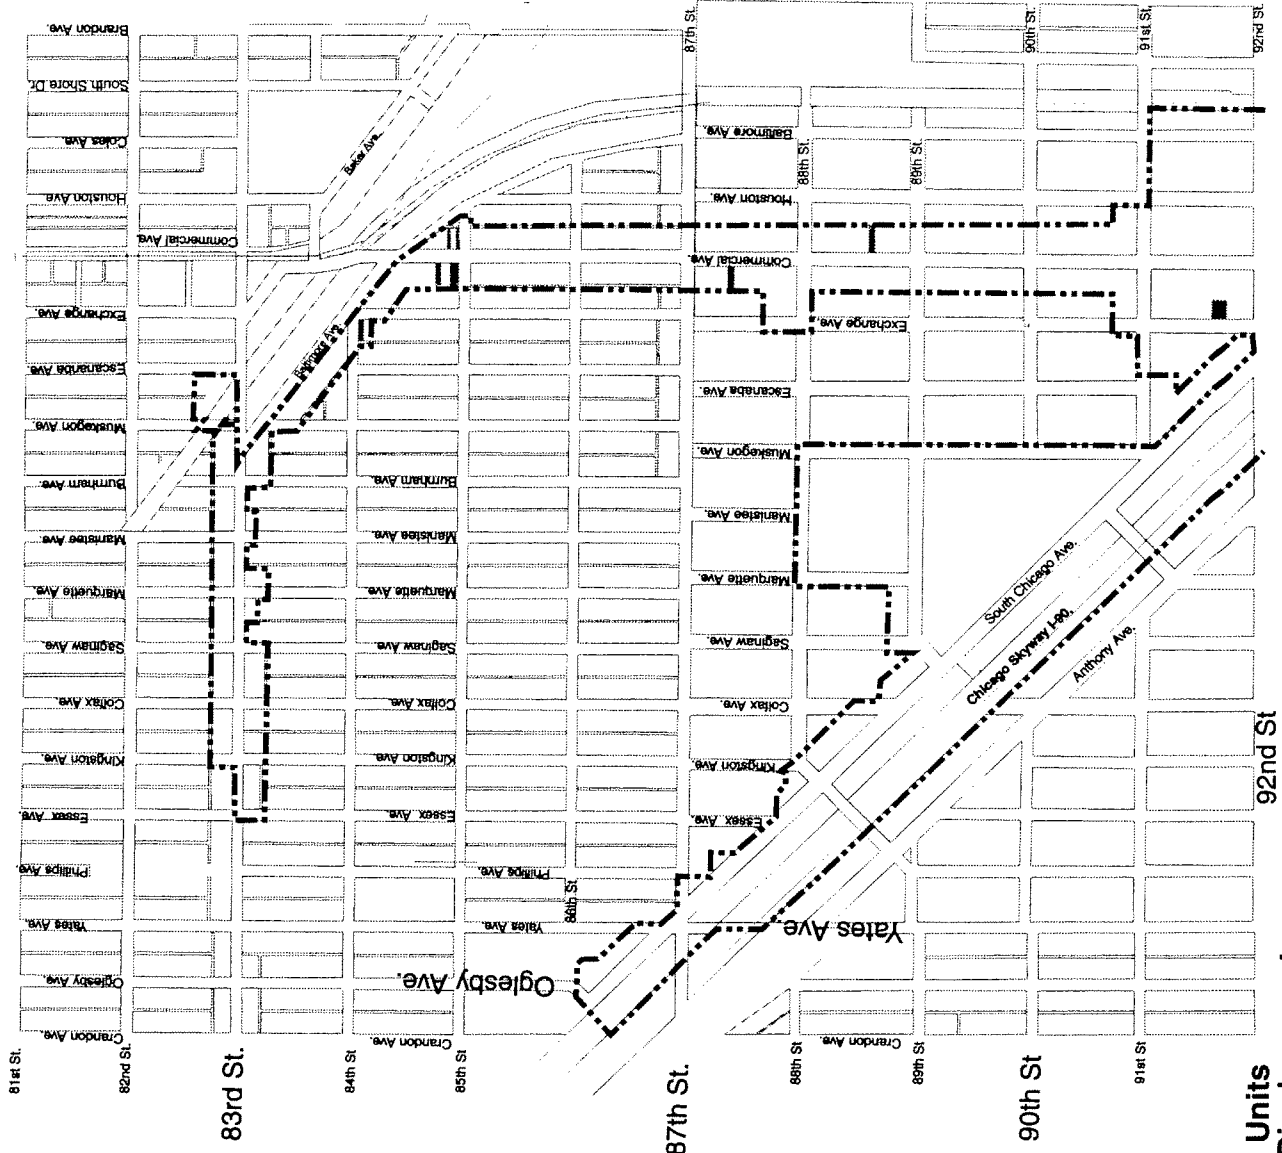 Brandon Ave.
South Shore Dr.
Coles Ave.
Houston Ave.
Commercial Ave.
Exchange Ave.
Escanaba Ave.
Muskegon Ave.
Burnham Ave.
Manistee Ave.
Marquette Ave.
Saginaw Ave.
Colfax Ave.
Kingston Ave.
Essex Ave.
Phillips Ave.
Yates Ave.
Oglesby Ave.
Crandon Ave.
Baker Ave.
Baltimore Ave.
Burnham Ave.
Manistee Ave.
Marquette Ave.
Saginaw Ave.
Colfax Ave.
Kingston Ave.
Essex Ave.
Phillips Ave.
Yates Ave.
Oglesby Ave.
Crandon Ave.
86th St.
87th St.
90th St.
91st St.
92nd St.
Baltimore Ave.
88th St.
89th St.
Houston Ave.
Commercial Ave.
Exchange Ave.
Escanaba Ave.
Muskegon Ave.
Manistee Ave.
Marquette Ave.
Saginaw Ave.
Colfax Ave.
Kingston Ave.
Essex Ave.
Yates Ave
Crandon Ave.
South Chicago Ave.
Chicago Skyway I-90.
Anthony Ave.
92nd St
81st St.
82nd St.
83rd St.
84th St
85th St
87th St.
88th St
89th St
90th St
91st St
Units